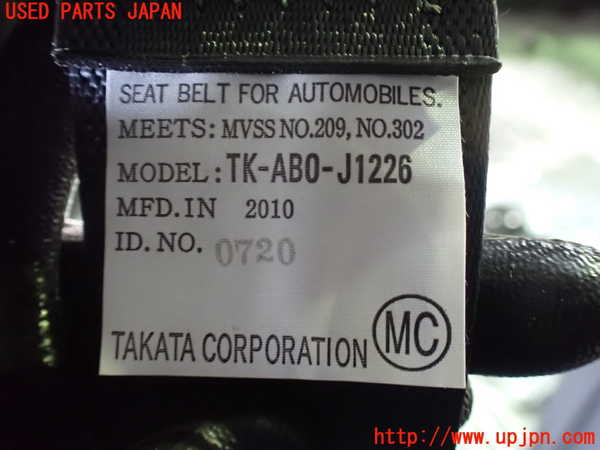 USED PARTS JAPAN
SEAT BELT FOR AUTOMOBILES.
MEETS: MVSS NO.209, NO.302
MODEL: TK-AB0-J1226
MFD.IN 2010
ID.NO. 0720
TAKATA CORPORATION MC
http://www.upjpn.com/